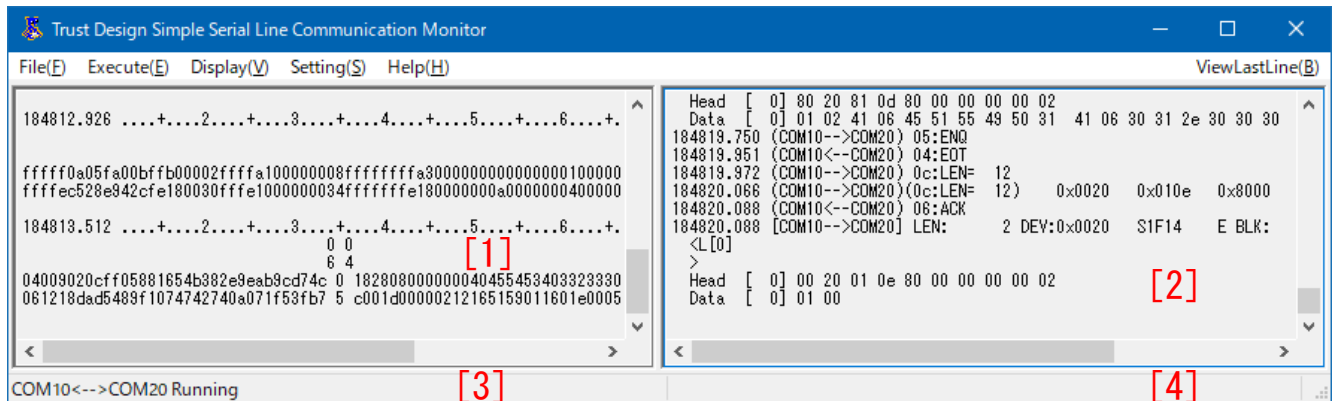 Trust Design Simple Serial Line Communication Monitor
File(F) Execute(E) Display(V) Setting(S) Help(H) ViewLastLine(B)
184812.926 ....+....2....+....3....+....4....+....5....+....6....+.
fffff0a05fa00bffb00002ffffa100000008ffffffffa3000000000000000100000
ffffec528e942cfe180030fffe1000000034fffffffe180000000a0000000400000
184813.512 ....+....2....+....3....+....4....+....5....+....6....+.
0 0
6 4
[1]
04009020cff05881654b382e9eab9cd74c 0 18280800000004045545340332333 0
061218dad5489f1074742740a071f53fb7 5 c001d000002121651590116 01e0005
Head [ 0] 80 20 81 0d 80 00 00 00 00 02
Data [ 0] 01 02 41 06 45 51 55 49 50 31 41 06 30 31 2e 30 30 30
184819.750 (COM10-->COM20) 05:ENQ
184819.951 (COM10<--COM20) 04:EOT
184819.972 (COM10-->COM20) 0c:LEN= 12
184820.066 (COM10-->COM20)(0c:LEN= 12) 0x0020 0x010e 0x8000
184820.088 (COM10<--COM20) 06:ACK
184820.088 [COM10-->COM20] LEN: 2 DEV:0x0020 S1F14 E BLK:
<L[0]
>
Head [ 0] 00 20 01 0e 80 00 00 00 00 02
Data [ 0] 01 00
[2]
COM10<-->COM20 Running
[3]
[4]